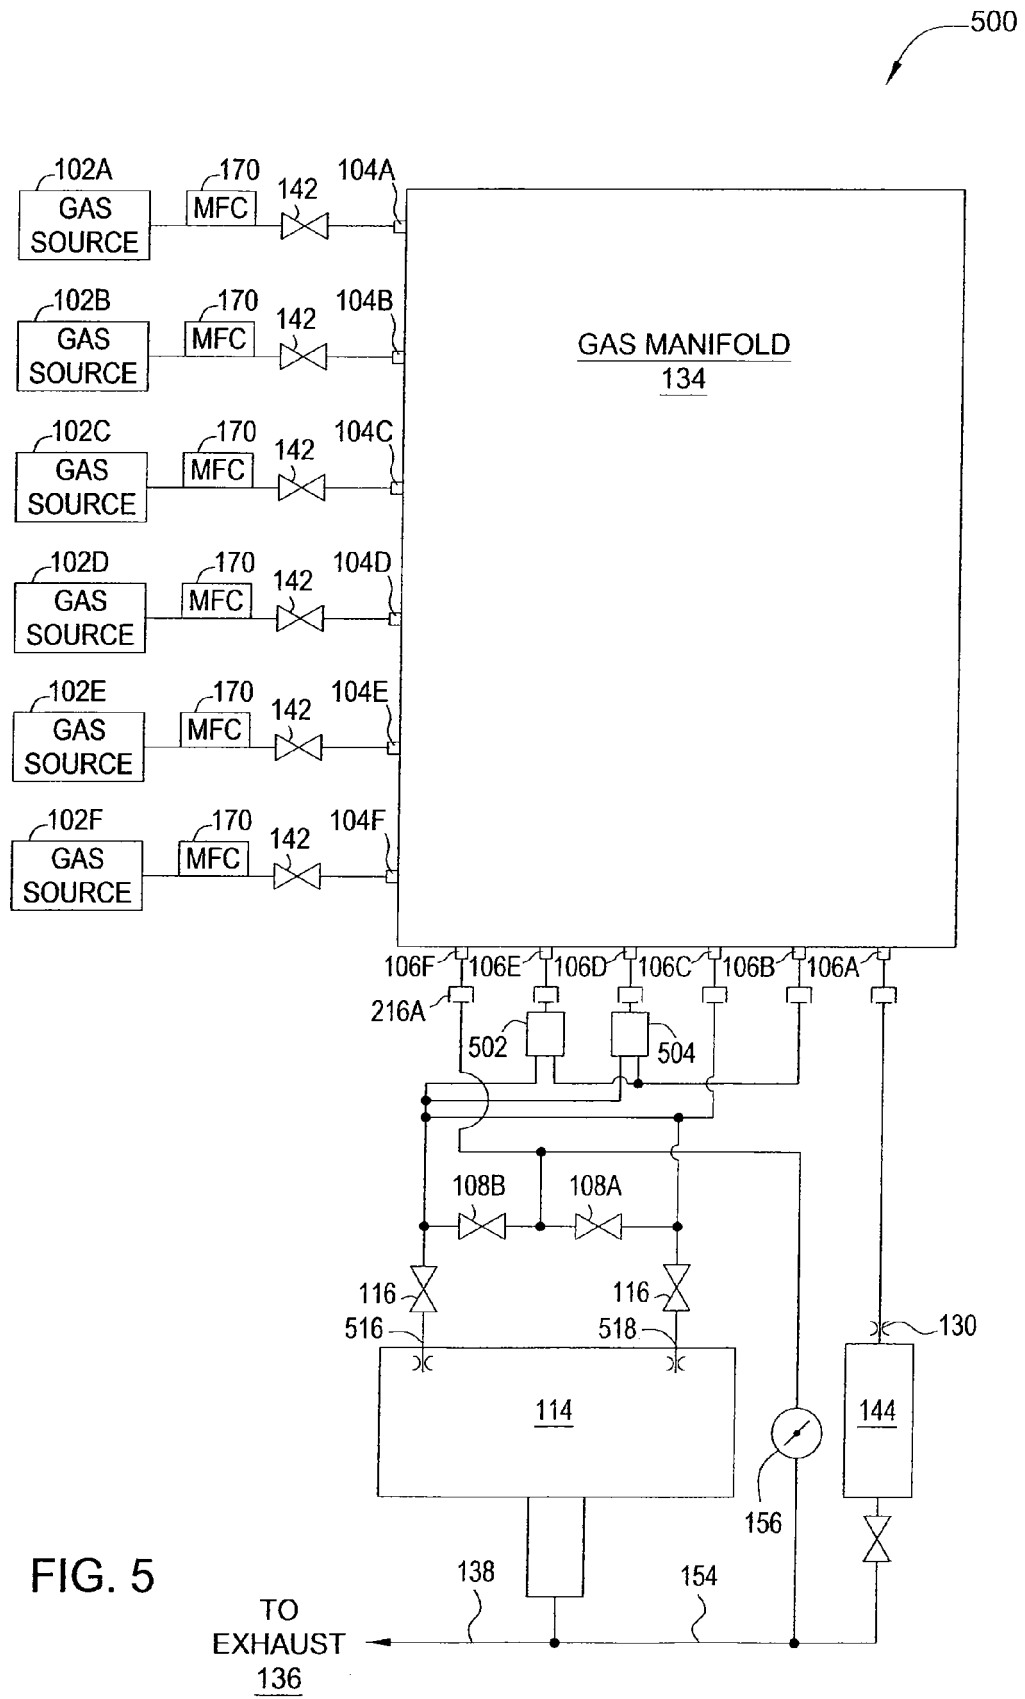 500
102A 170 142 104A
GAS SOURCE MFC
102B 170 142 104B
GAS SOURCE MFC
GAS MANIFOLD
134
102C 170 142 104C
GAS SOURCE MFC
102D 170 142 104D
GAS SOURCE MFC
102E 170 142 104E
GAS SOURCE MFC
102F 170 142 104F
GAS SOURCE MFC
106F 106E 106D 106C 106B 106A
216A
502 504
108B 108A
116 116
516 518 130
114 144
156
FIG. 5
138 154
TO
EXHAUST
136